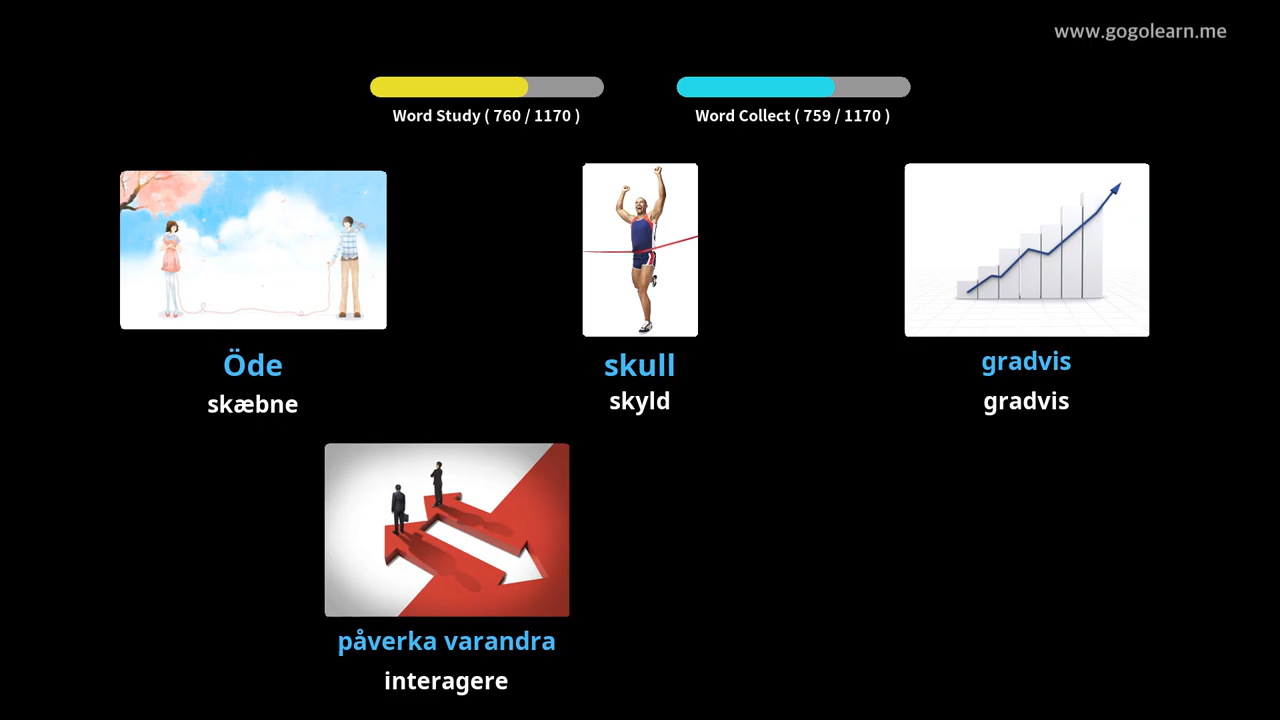 www.gogolearn.me
Word Study ( 760 / 1170 )
Word Collect ( 759 / 1170 )
Öde
skæbne
skull
skyld
gradvis
gradvis
påverka varandra
interagere